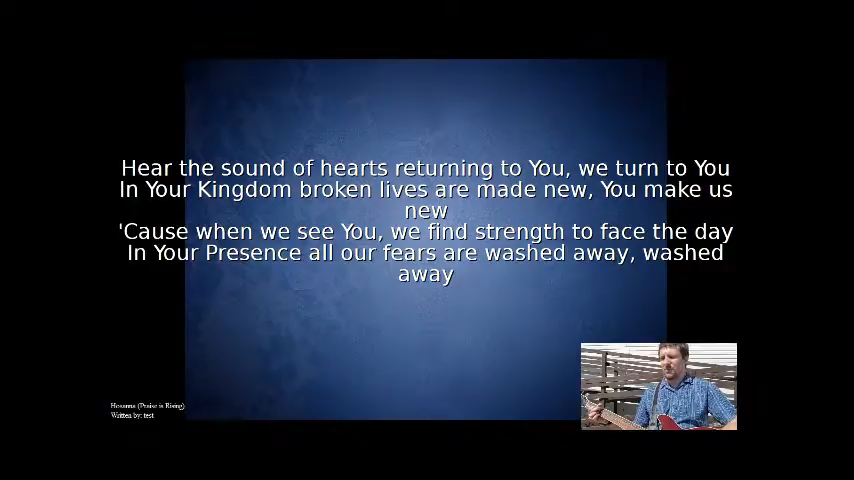 Hear the sound of hearts returning to You, we turn to You
In Your Kingdom broken lives are made new, You make us
new
'Cause when we see You, we find strength to face the day
In Your Presence all our fears are washed away, washed
away
Hosanna (Praise is Rising)
Written by: test